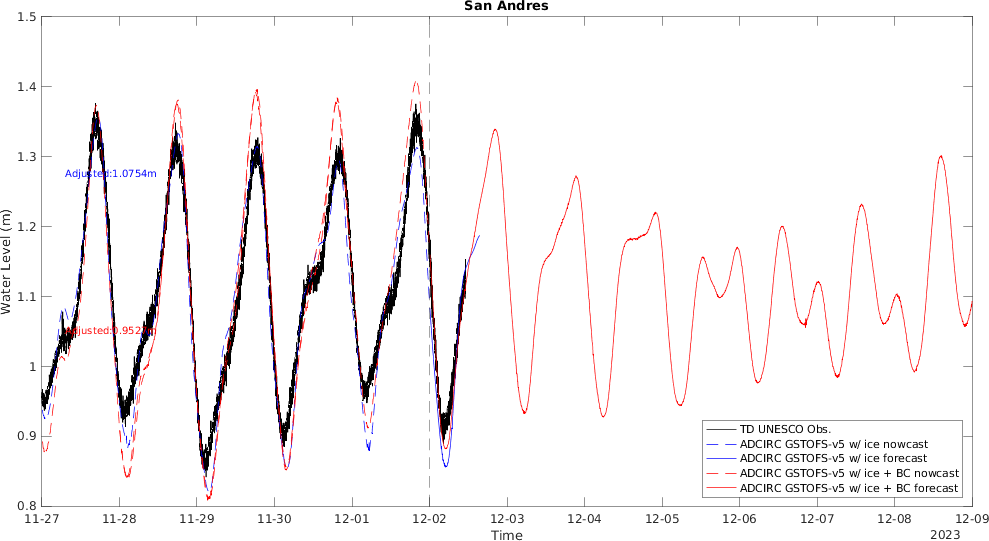 San Andres
1.5
1.4
1.3
1.2
1.1
1
0.9
0.8
Water Level (m)
Adjusted:1.0754m
TD UNESCO Obs.
ADCIRC GSTOFS-v5 w/ ice nowcast
ADCIRC GSTOFS-v5 w/ ice forecast
ADCIRC GSTOFS-v5 w/ ice + BC nowcast
ADCIRC GSTOFS-v5 w/ ice + BC forecast
11-27 11-28 11-29 11-30 12-01 12-02 12-03 12-04 12-05 12-06 12-07 12-08 12-09
Time
2023